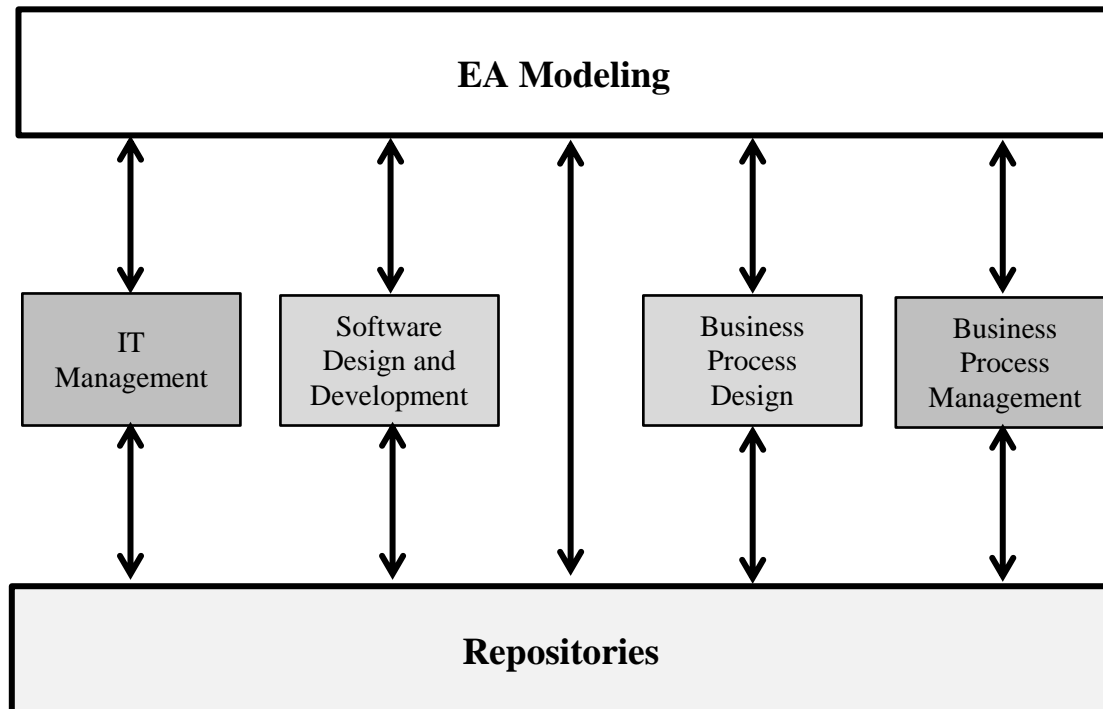 EA Modeling
IT
Management
Software
Design and
Development
Business
Process
Design
Business
Process
Management
Repositories